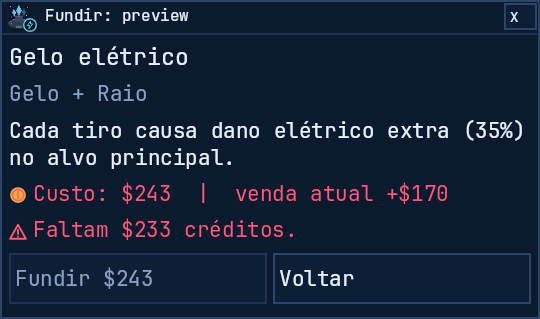 Fundir: preview
X
Gelo elétrico
Gelo + Raio
Cada tiro causa dano elétrico extra (35%)
no alvo principal.
Custo: $243 | venda atual +$170
Faltam $233 créditos.
Fundir $243
Voltar